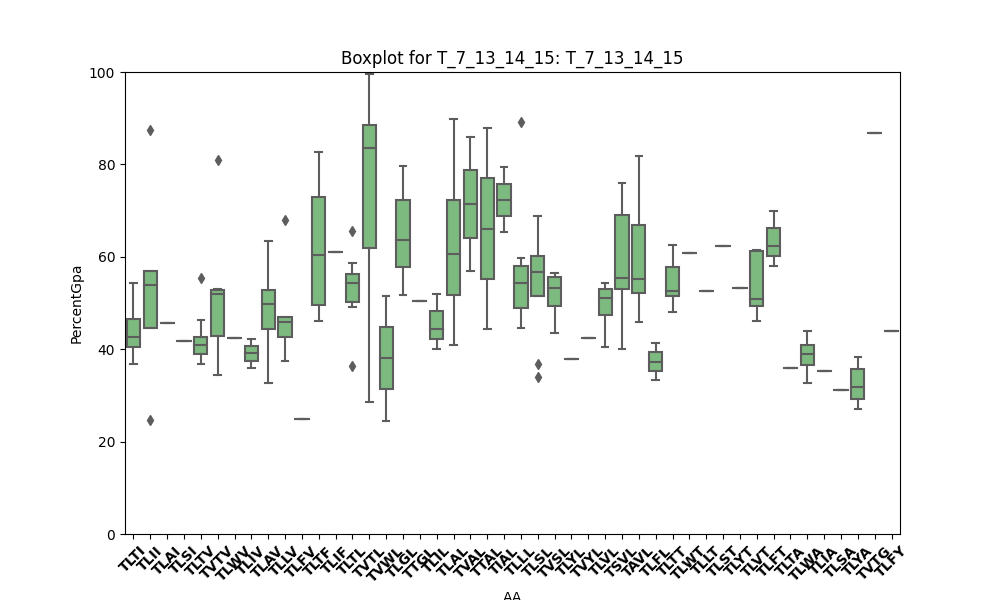 Boxplot for T_7_13_14_15: T_7_13_14_15
100
80
60
40
20
0
PercentGpa
TLTI TLII TLAI TLSI TLTV TVTV TLWV TLIV TLAV TLLV TLFV TLTF TLIF TLTL TVTL TVWL TLGL TTGL TLIL TLAL TVAL TTAL TIAL TLLL TLSL TVSL TLYL TVYL TLVL TSVL TAVL TLFL TLTT TLWT TLLT TLST TLYT TLVT TLFT TLTA TLWA TLIA TLSA TLYA TVTG TLFY
AA